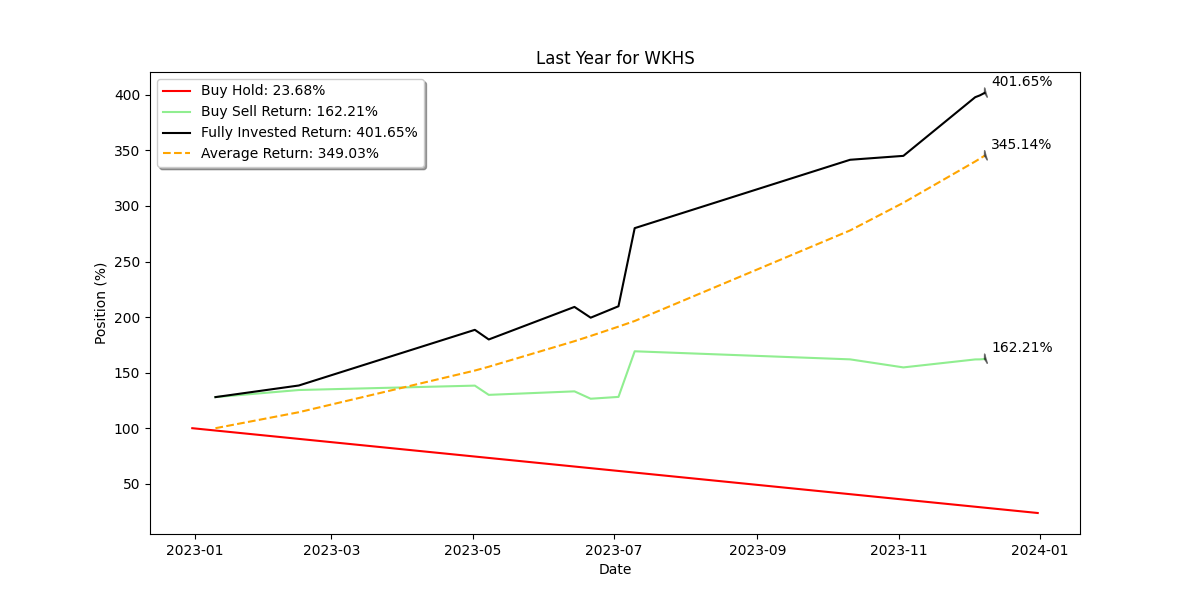 Last Year for WKHS
Buy Hold: 23.68%
Buy Sell Return: 162.21%
Fully Invested Return: 401.65%
Average Return: 349.03%
401.65%
345.14%
162.21%
Position (%)
400
350
300
250
200
150
100
50
2023-01
2023-03
2023-05
2023-07
2023-09
2023-11
2024-01
Date